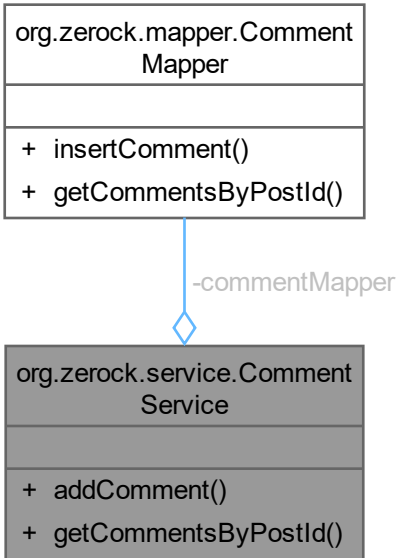 org.zerock.mapper.Comment
Mapper
+ insertComment()
+ getCommentsByPostId()
-commentMapper
org.zerock.service.Comment
Service
+ addComment()
+ getCommentsByPostId()